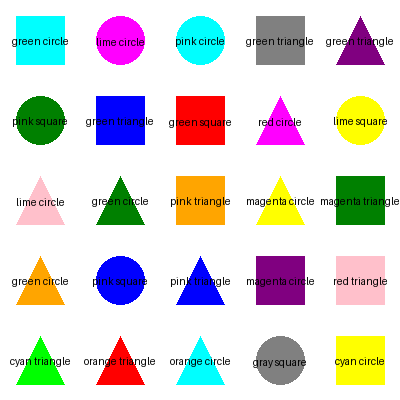 green circle
lime circle
pink circle
green triangle
green triangle
pink square
green triangle
green square
red circle
lime square
lime circle
green circle
pink triangle
magenta circle
magenta triangle
green circle
pink square
pink triangle
magenta circle
red triangle
cyan triangle
orange triangle
orange circle
gray square
cyan circle